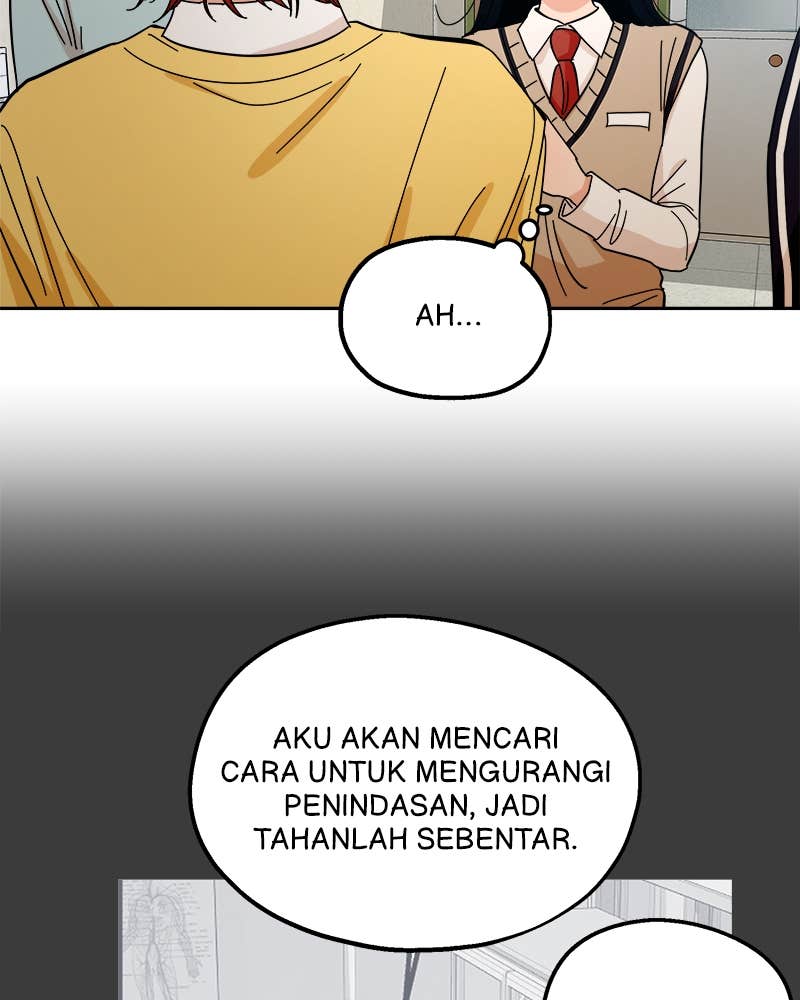 AH...
AKU AKAN MENCARI
CARA UNTUK MENGURANGI
PENINDASAN, JADI
TAHANLAH SEBENTAR.